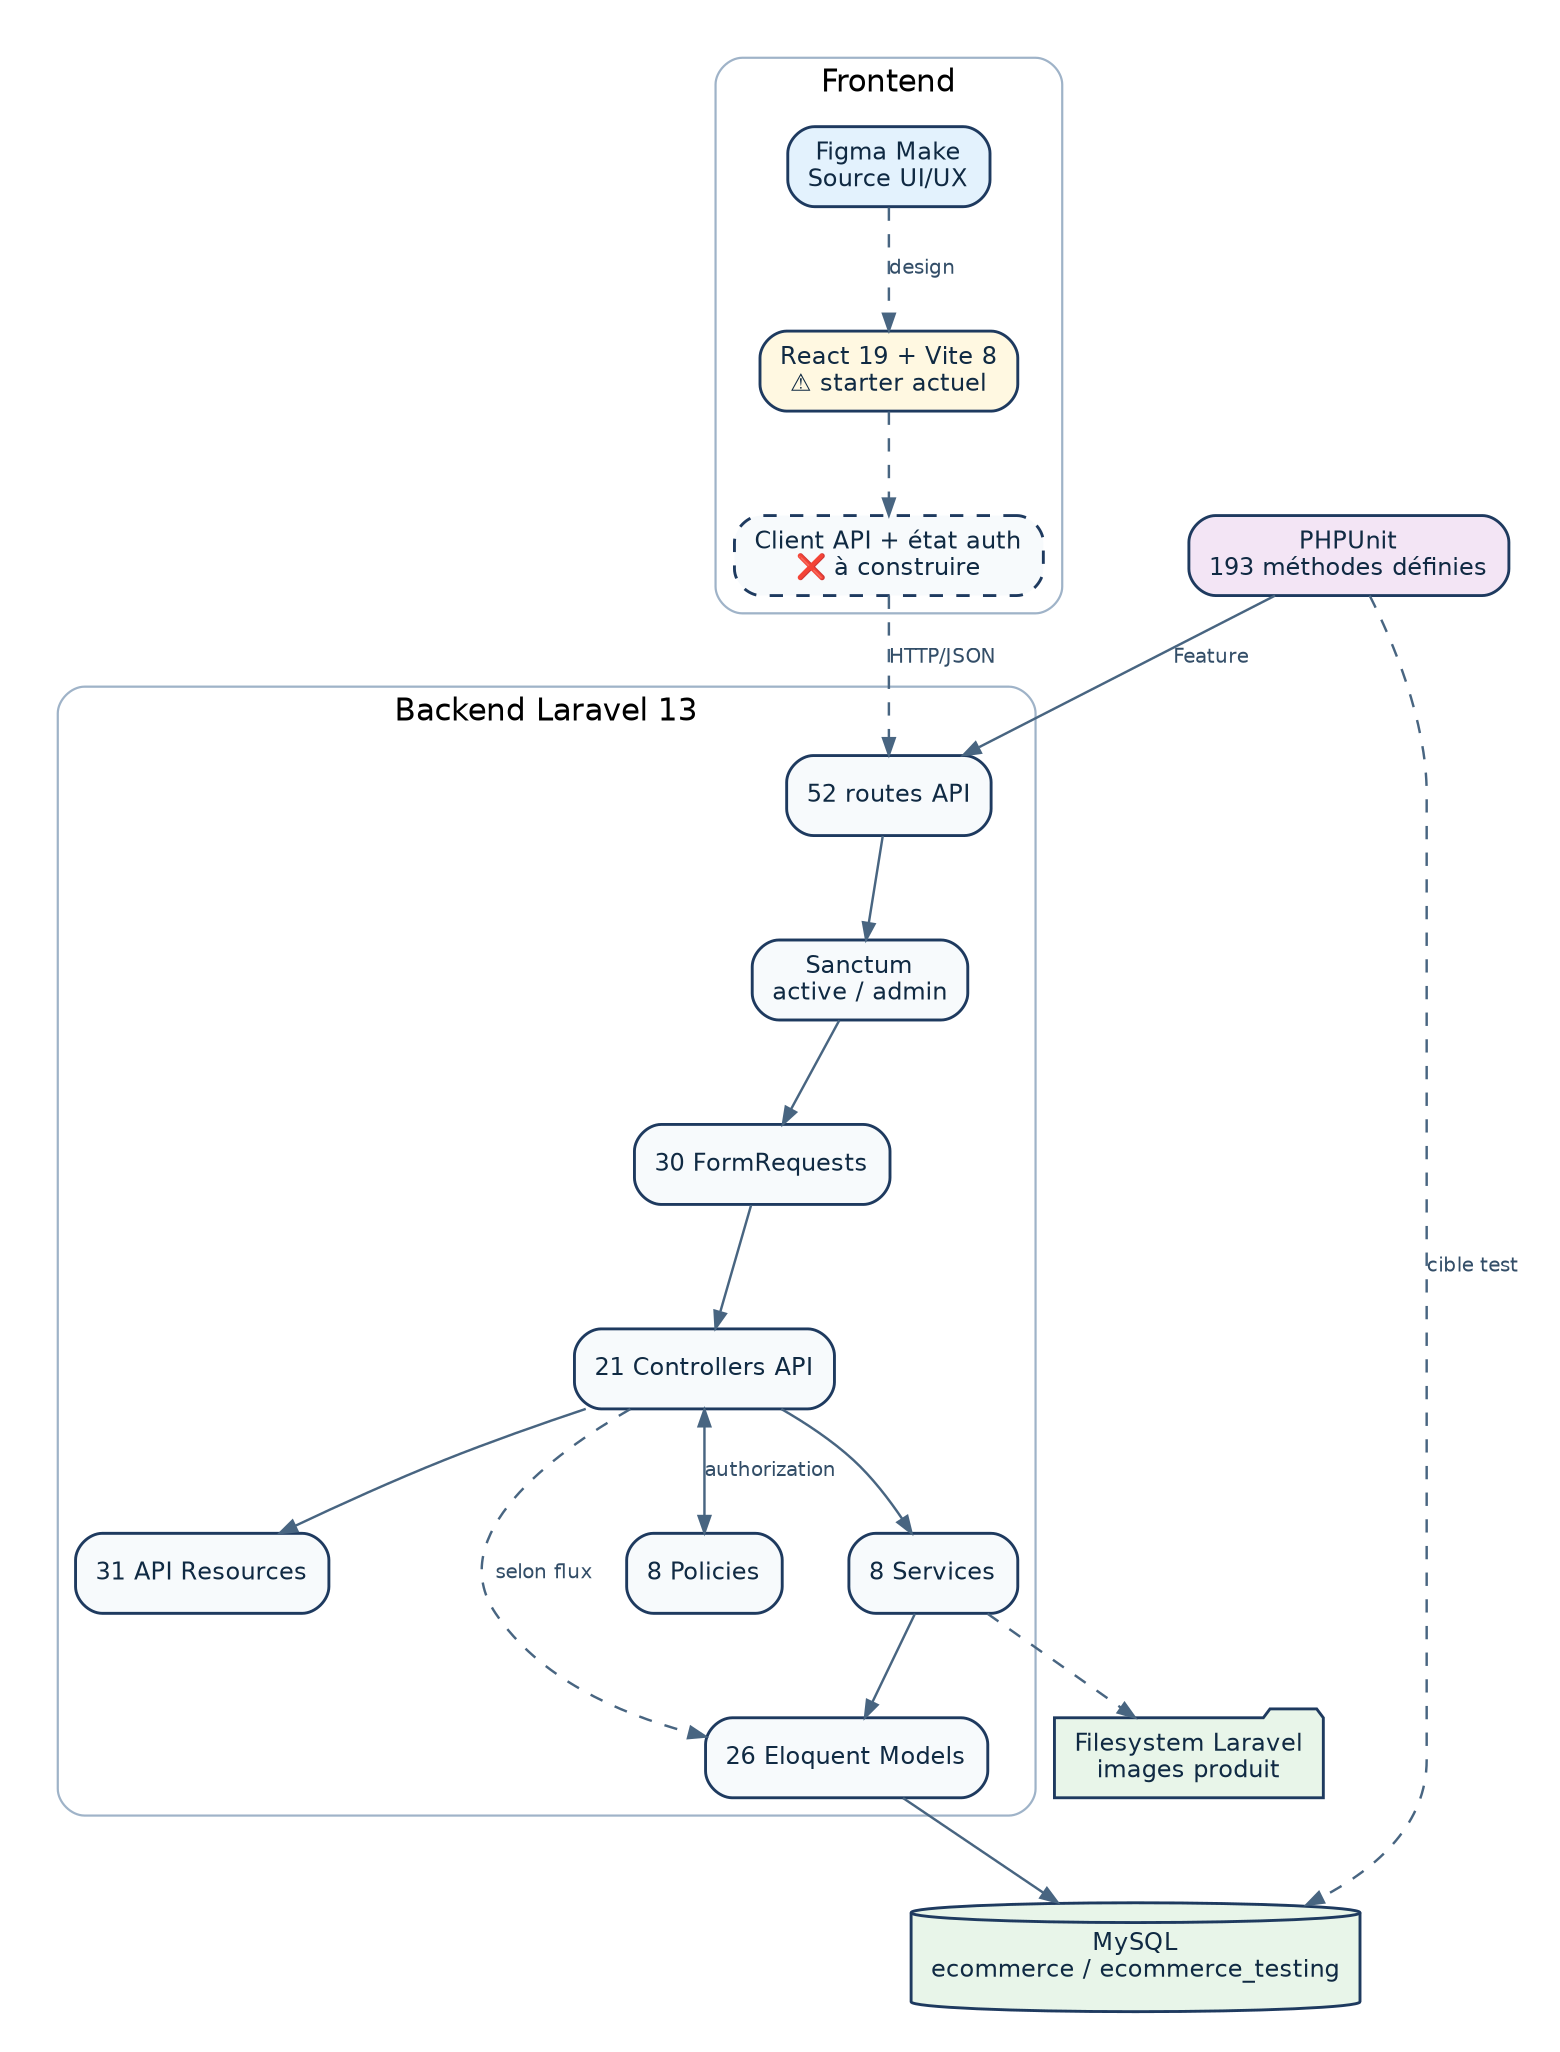 Frontend
Figma Make
Source UI/UX
design
React 19 + Vite 8
⚠ starter actuel
Client API + état auth
❌ à construire
PHPUnit
193 méthodes définies
HTTP/JSON
Feature
Backend Laravel 13
52 routes API
Sanctum
active / admin
30 FormRequests
cible test
21 Controllers API
authorization
31 API Resources
selon flux
8 Policies
8 Services
26 Eloquent Models
Filesystem Laravel
images produit
MySQL
ecommerce / ecommerce_testing